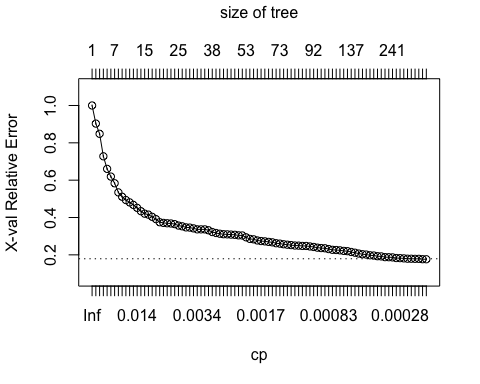 size of tree
1 7 15 25 38 53 73 92 137 241
X-val Relative Error
1.0
0.8
0.6
0.4
0.2
Inf 0.014 0.0034 0.0017 0.00083 0.00028
cp